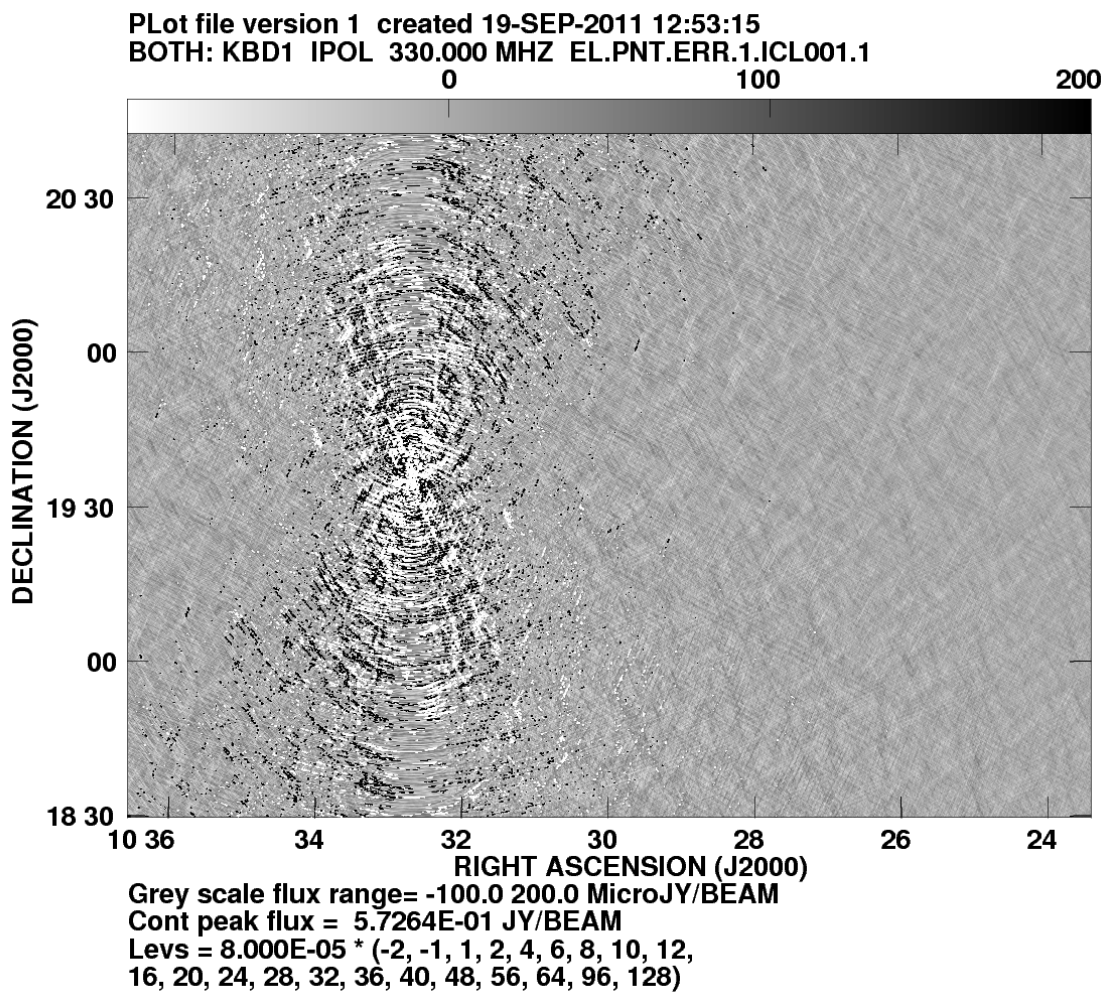 PLot file version 1 created 19-SEP-2011 12:53:15
BOTH: KBD1 IPOL 330.000 MHZ EL.PNT.ERR.1.ICL001.1
0 100 200
20 30
00
19 30
00
18 30
DECLINATION (J2000)
10 36 34 32 30 28 26 24
RIGHT ASCENSION (J2000)
Grey scale flux range= -100.0 200.0 MicroJY/BEAM
Cont peak flux = 5.7264E-01 JY/BEAM
Levs = 8.000E-05 * (-2, -1, 1, 2, 4, 6, 8, 10, 12,
16, 20, 24, 28, 32, 36, 40, 48, 56, 64, 96, 128)